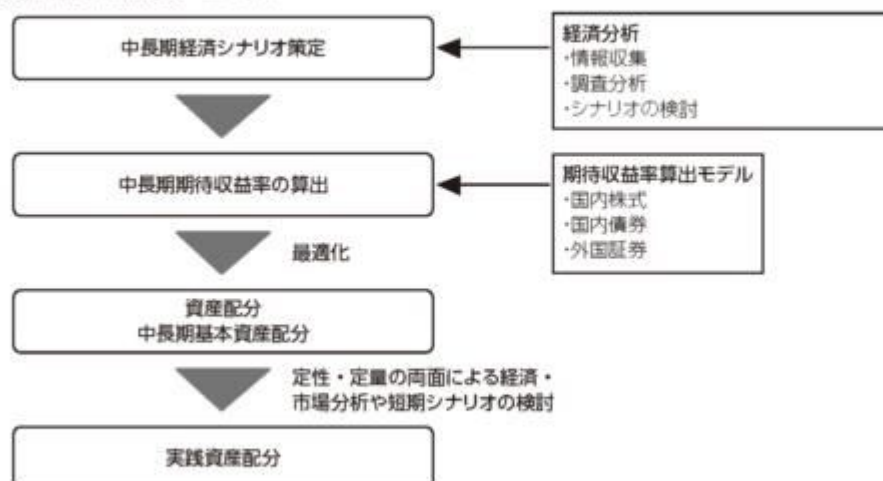 中長期経済シナリオ策定
経済分析
・情報収集
・調査分析
・シナリオの検討
中長期期待収益率の算出
期待収益率算出モデル
・国内株式
・国内債券
・外国証券
最適化
資産配分
中長期基本資産配分
定性・定量の両面による経済・
市場分析や短期シナリオの検討
実践資産配分